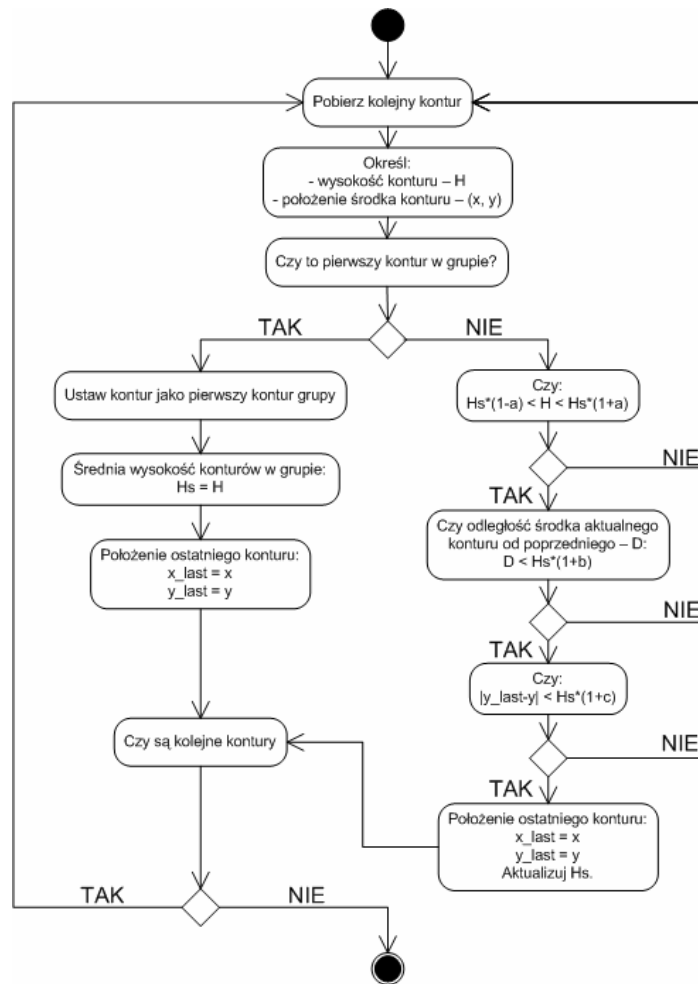 Pobierz kolejny kontur
Określ:
- wysokość konturu – H
- położenie środka konturu – (x, y)
Czy to pierwszy kontur w grupie?
TAK
NIE
Ustaw kontur jako pierwszy kontur grupy
Średnia wysokość konturów w grupie:
Hs = H
Położenie ostatniego konturu:
x_last = x
y_last = y
Czy:
Hs*(1-a) < H < Hs*(1+a)
NIE
TAK
Czy odległość środka aktualnego
konturu od poprzedniego – D:
D < Hs*(1+b)
NIE
TAK
Czy:
|y_last-y| < Hs*(1+c)
NIE
TAK
Położenie ostatniego konturu:
x_last = x
y_last = y
Aktualizuj Hs.
Czy są kolejne kontury
TAK
NIE